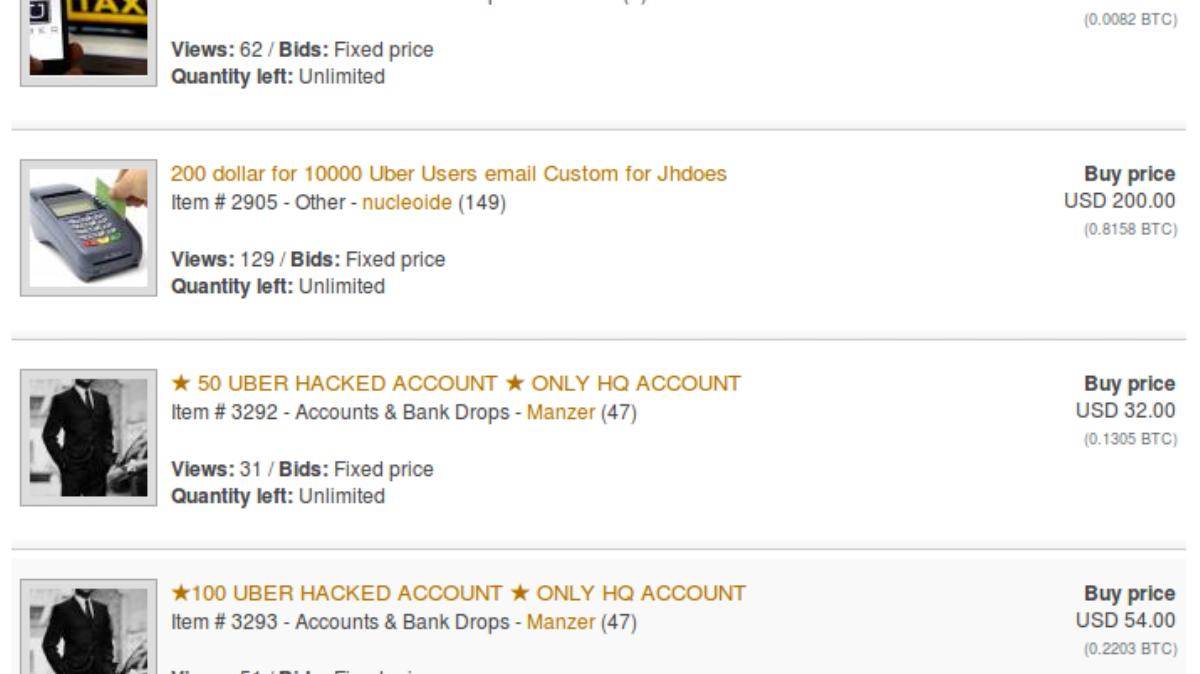 TAX
(0.0082 BTC)
Views: 62 / Bids: Fixed price
Quantity left: Unlimited
200 dollar for 10000 Uber Users email Custom for Jhdoes
Buy price
Item # 2905 - Other - nucleoide (149)
USD 200.00
(0.8158 BTC)
Views: 129 / Bids: Fixed price
Quantity left: Unlimited
★ 50 UBER HACKED ACCOUNT ★ ONLY HQ ACCOUNT
Buy price
Item # 3292 - Accounts & Bank Drops - Manzer (47)
USD 32.00
(0.1305 BTC)
Views: 31 / Bids: Fixed price
Quantity left: Unlimited
★100 UBER HACKED ACCOUNT ★ ONLY HQ ACCOUNT
Buy price
Item # 3293 - Accounts & Bank Drops - Manzer (47)
USD 54.00
(0.2203 BTC)